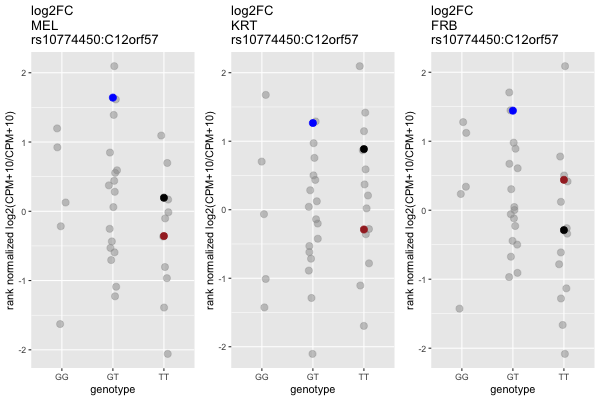 log2FC
MEL
rs10774450:C12orf57
rank normalized log2(CPM+10/CPM+10)
2
1
0
-1
-2
GG
GT
TT
genotype
log2FC
KRT
rs10774450:C12orf57
rank normalized log2(CPM+10/CPM+10)
2
1
0
-1
-2
GG
GT
TT
genotype
log2FC
FRB
rs10774450:C12orf57
rank normalized log2(CPM+10/CPM+10)
2
1
0
-1
-2
GG
GT
TT
genotype